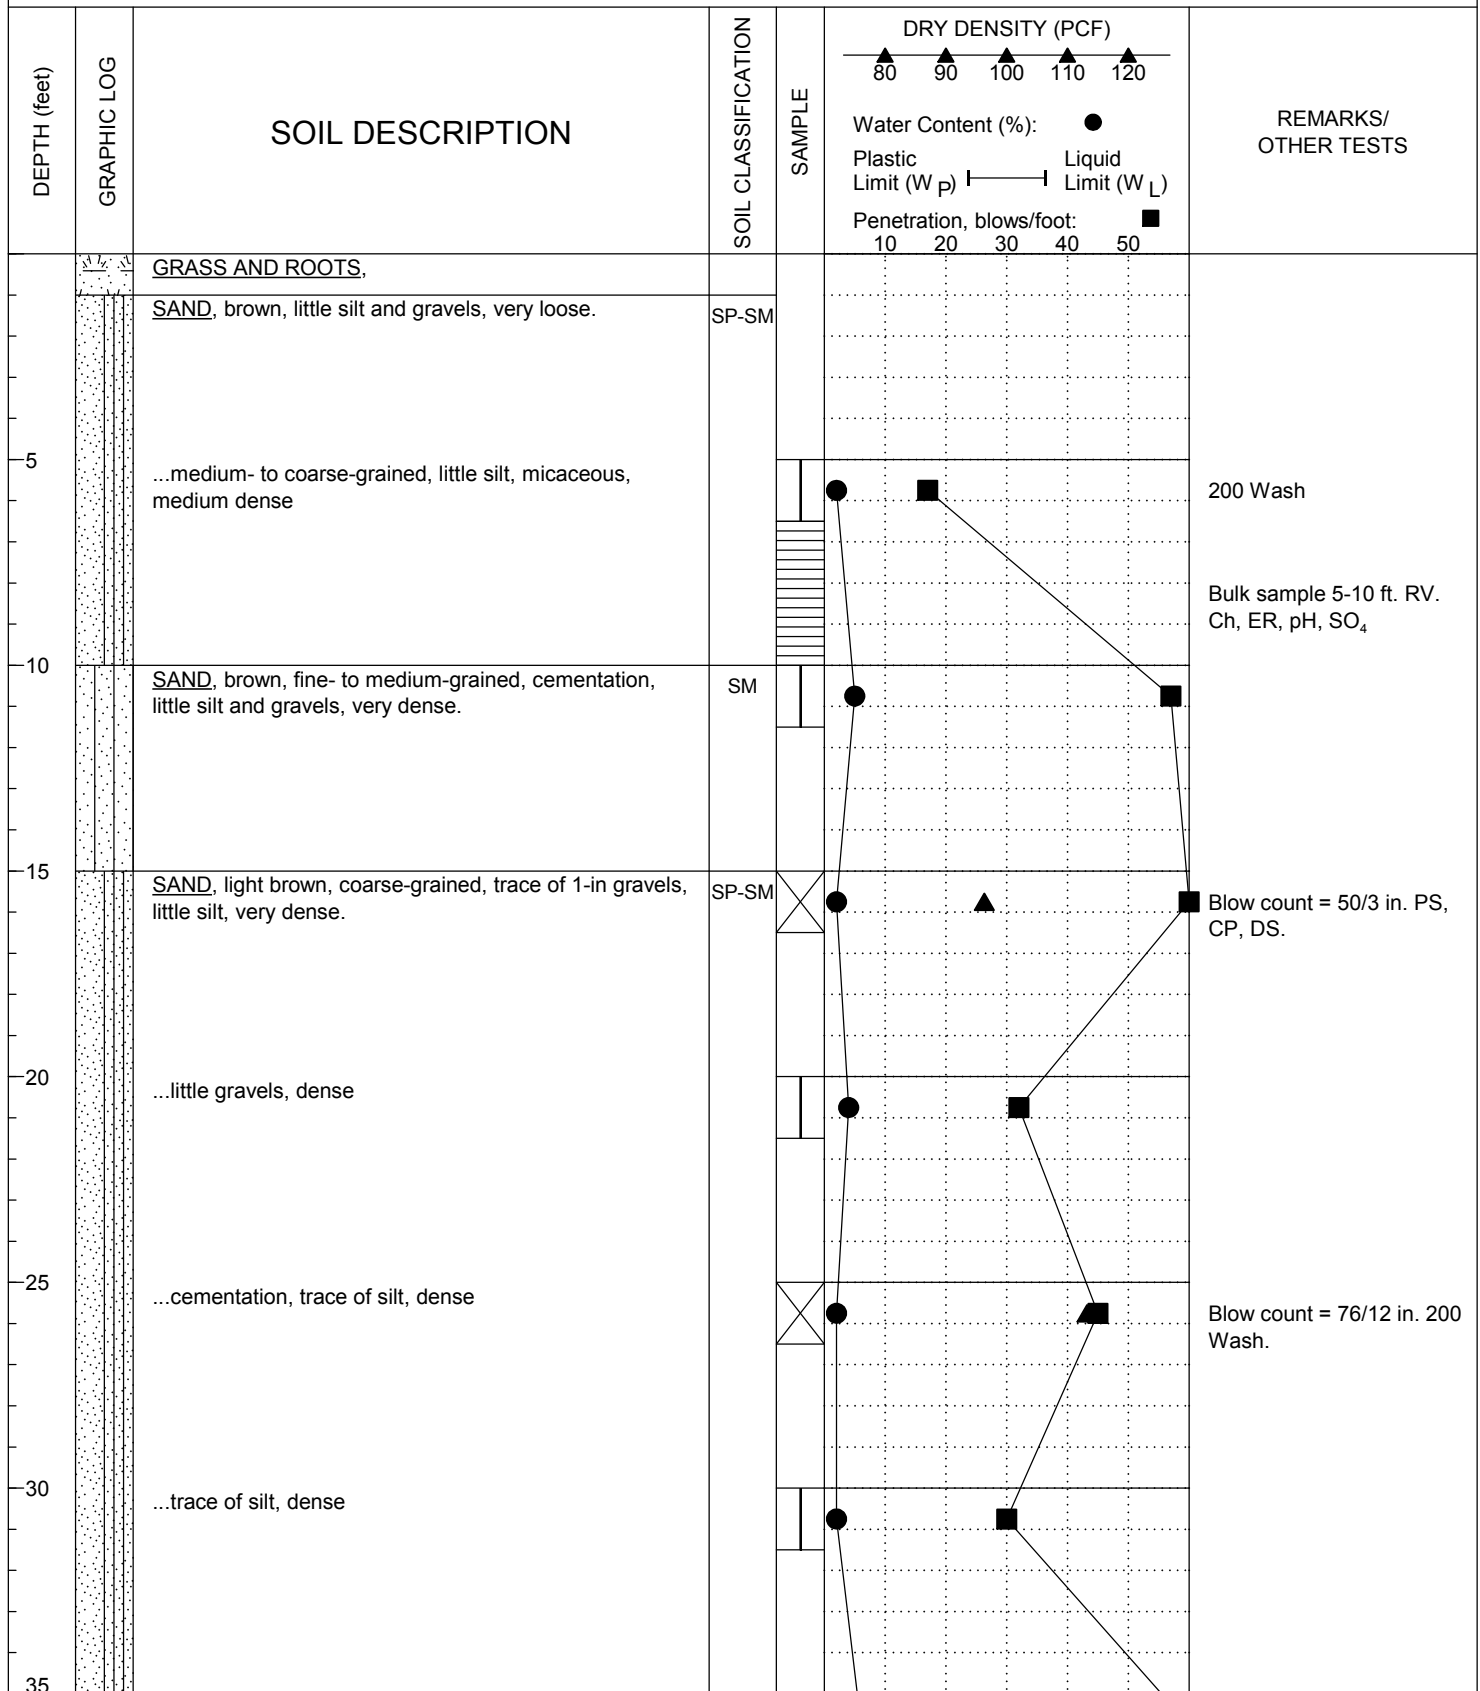 DEPTH (feet)
GRAPHIC LOG
SOIL DESCRIPTION
SOIL CLASSIFICATION
SAMPLE
DRY DENSITY (PCF)
80 90 100 110 120
Water Content (%):
Plastic Limit (W P)
Liquid Limit (W L)
Penetration, blows/foot:
10 20 30 40 50
REMARKS/
OTHER TESTS
GRASS AND ROOTS,
SAND, brown, little silt and gravels, very loose.
SP-SM
5
...medium- to coarse-grained, little silt, micaceous,
medium dense
200 Wash
Bulk sample 5-10 ft. RV.
Ch, ER, pH, SO4
10
SAND, brown, fine- to medium-grained, cementation,
little silt and gravels, very dense.
SM
15
SAND, light brown, coarse-grained, trace of 1-in gravels,
little silt, very dense.
SP-SM
Blow count = 50/3 in. PS,
CP, DS.
20
...little gravels, dense
25
...cementation, trace of silt, dense
Blow count = 76/12 in. 200
Wash.
30
...trace of silt, dense
35